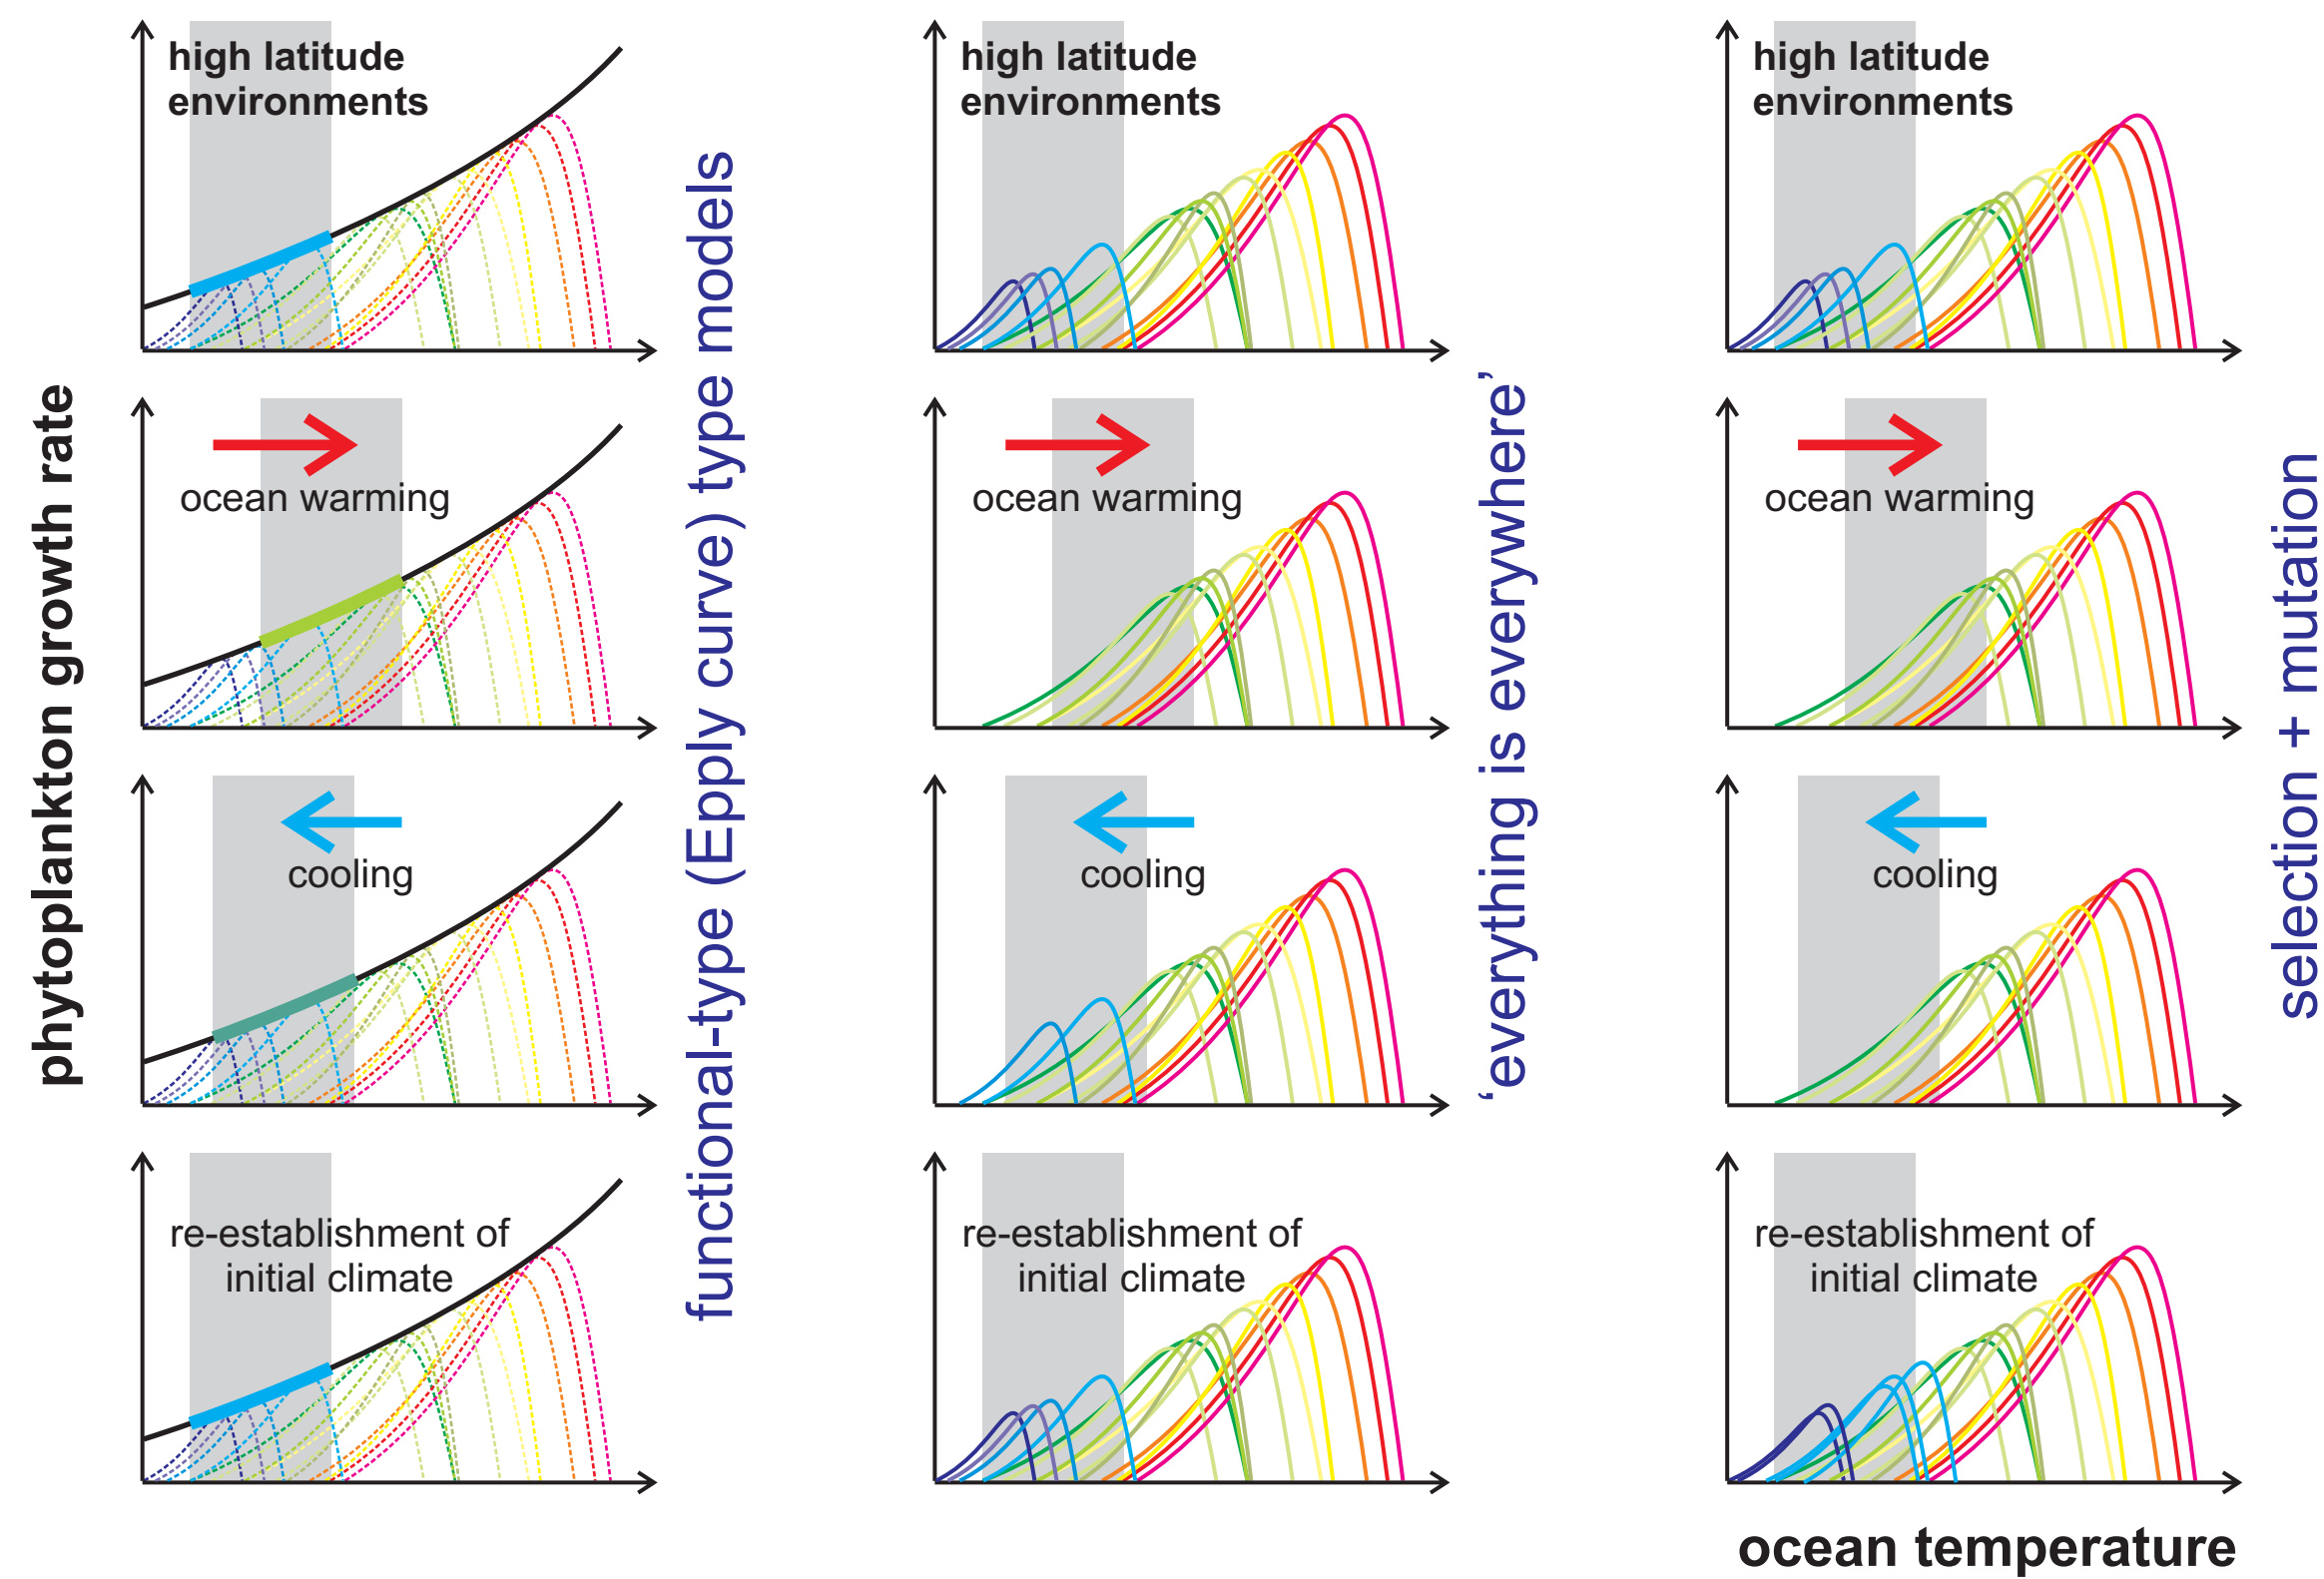 phytoplankton growth rate
high latitude
environments
ocean warming
cooling
re-establishment of
initial climate
functional-type (Epply curve) type models
high latitude
environments
ocean warming
cooling
re-establishment of
initial climate
‘everything is everywhere’
high latitude
environments
ocean warming
cooling
re-establishment of
initial climate
selection + mutation
ocean temperature